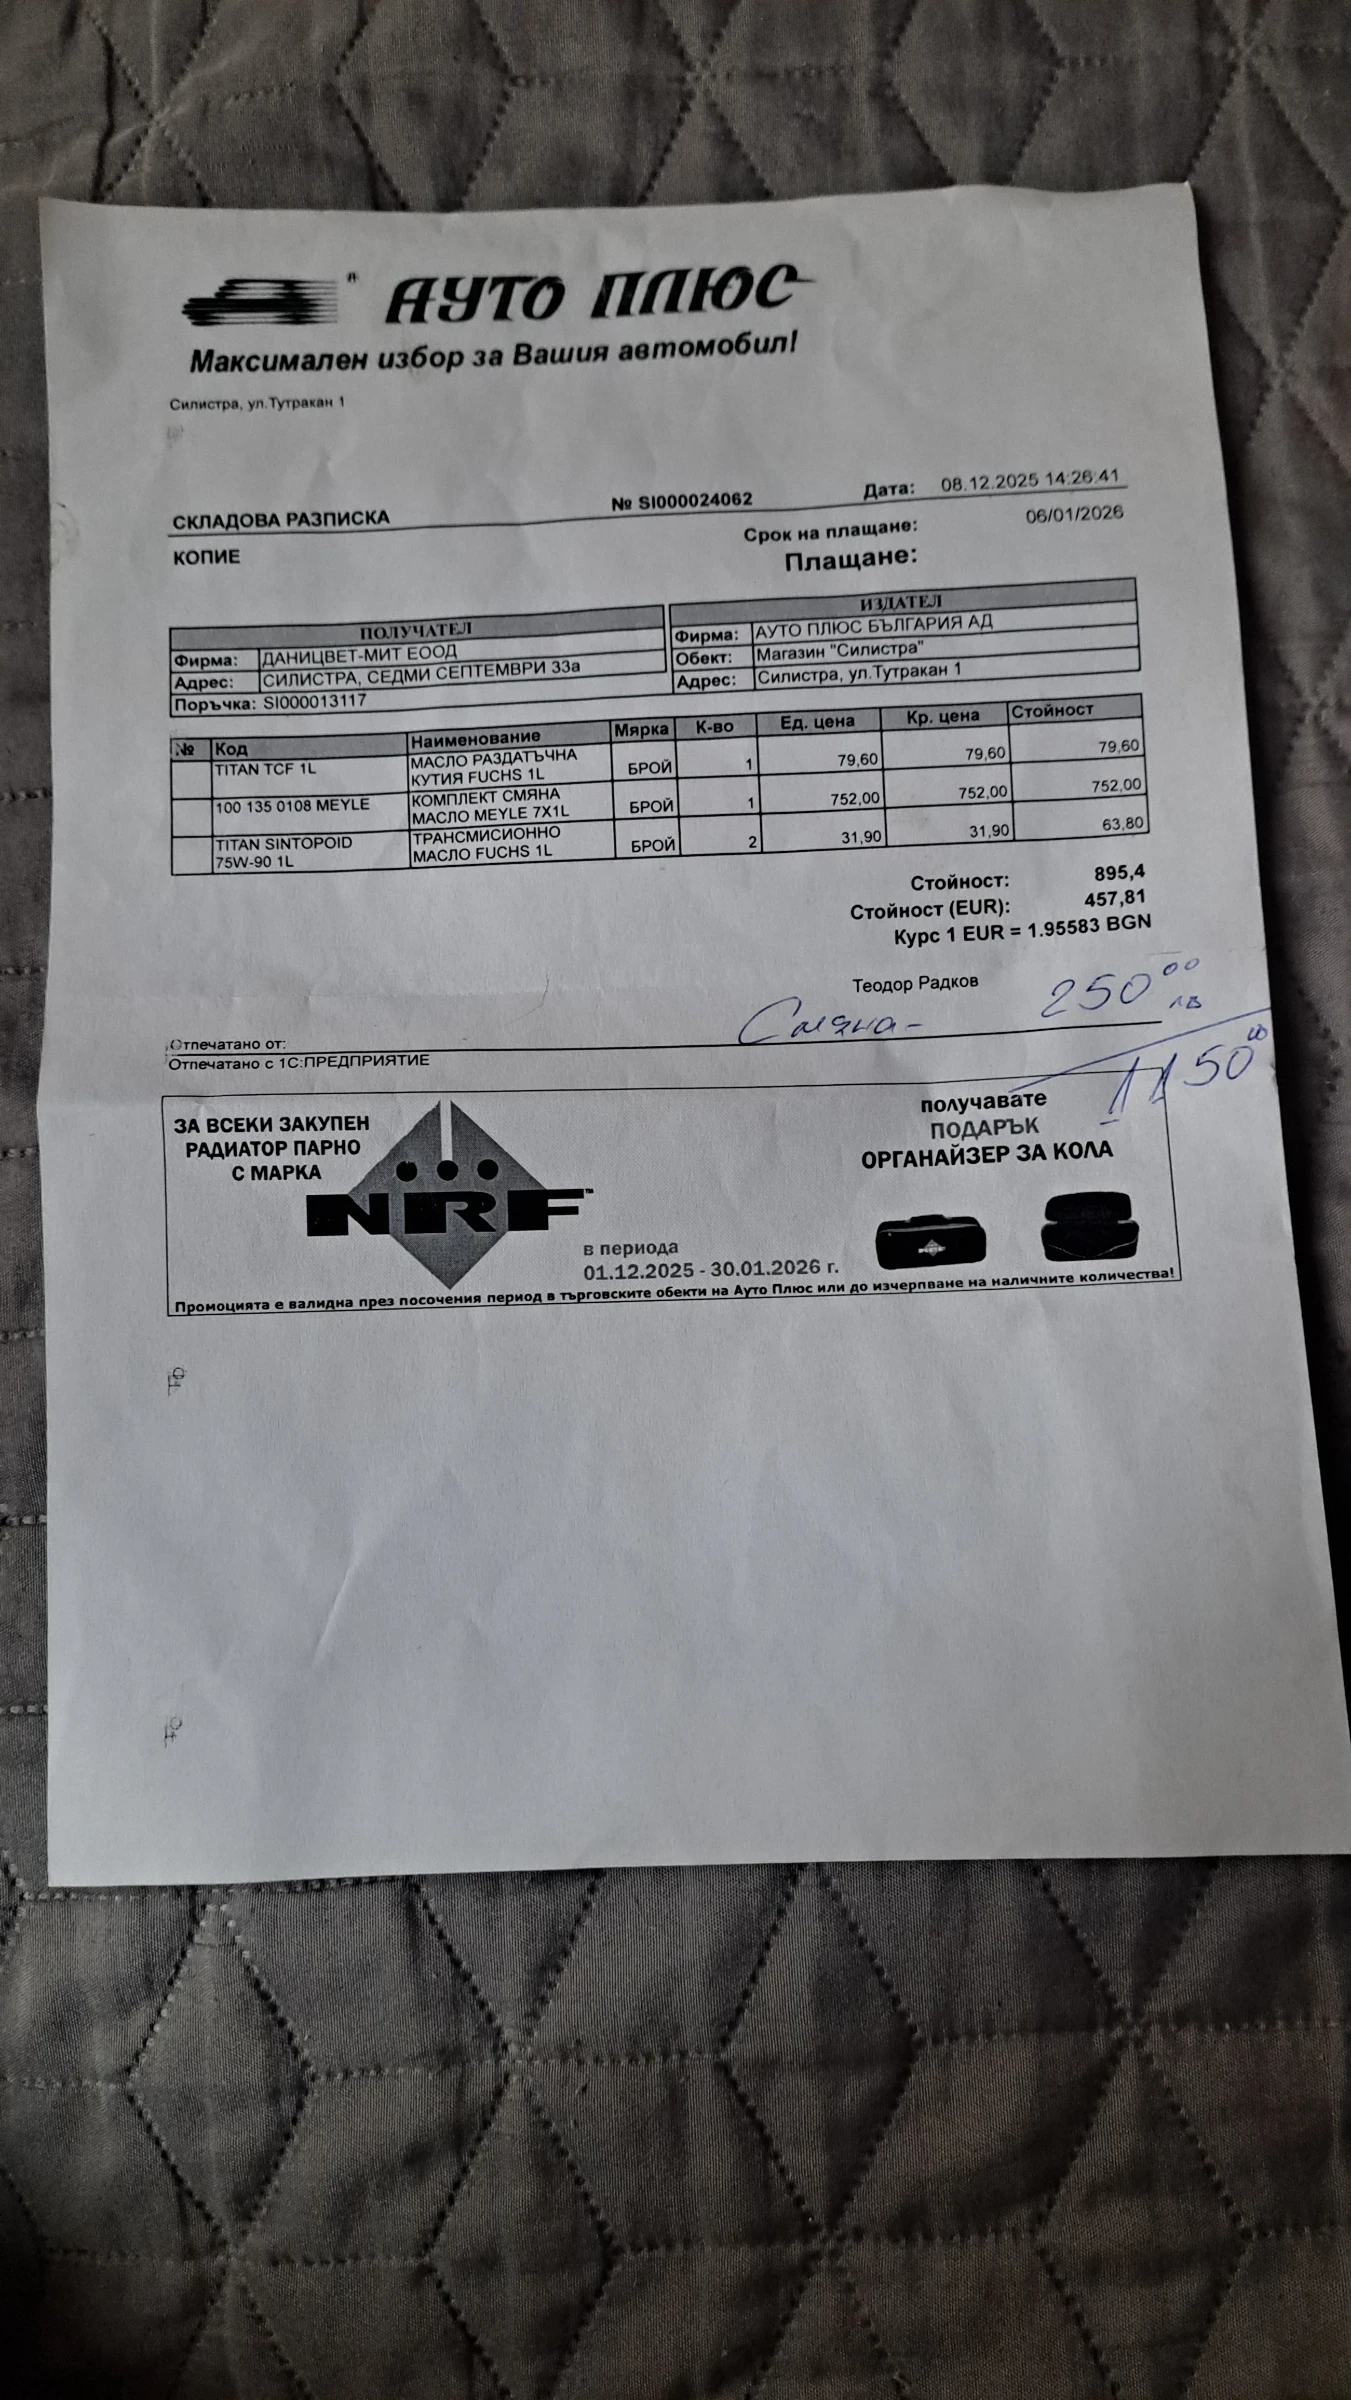 АУТО ПЛЮС
Максимален избор за Вашия автомобил!
Силистра, ул.Тутракан 1
СКЛАДОВА РАЗПИСКА № SI000024062 Дата: 08.12.2025 14:26:41
КОПИЕ
Срок на плащане: 06/01/2026
Плащане:
ПОЛУЧАТЕЛ
Фирма: ДАНИЦВЕТ-МИТ ЕООД
Адрес: СИЛИСТРА, СЕДМИ СЕПТЕМВРИ 33а
Поръчка: SI000013117
ИЗДАТЕЛ
Фирма: АУТО ПЛЮС БЪЛГАРИЯ АД
Обект: Магазин "Силистра"
Адрес: Силистра, ул.Тутракан 1
№ Код Наименование Мярка К-во Ед. цена Кр. цена Стойност
TITAN TCF 1L МАСЛО РАЗДАТЪЧНА КУТИЯ FUCHS 1L БРОЙ 1 79,60 79,60 79,60
100 135 0108 MEYLE КОМПЛЕКТ СМЯНА МАСЛО MEYLE 7X1L БРОЙ 1 752,00 752,00 752,00
TITAN SINTOPOID 75W-90 1L ТРАНСМИСИОННО МАСЛО FUCHS 1L БРОЙ 2 31,90 31,90 63,80
Стойност: 895,4
Стойност (EUR): 457,81
Курс 1 EUR = 1.95583 BGN
Теодор Радков
Смяна - 250 00 лв
Отпечатано от:
Отпечатано с 1С:ПРЕДПРИЯТИЕ
1150 00
ЗА ВСЕКИ ЗАКУПЕН
РАДИАТОР ПАРНО
С МАРКА
NRF™
в периода
01.12.2025 - 30.01.2026 г.
получавате
ПОДАРЪК
ОРГАНАЙЗЕР ЗА КОЛА
NRF
Промоцията е валидна през посочения период в търговските обекти на Ауто Плюс или до изчерпване на наличните количества!